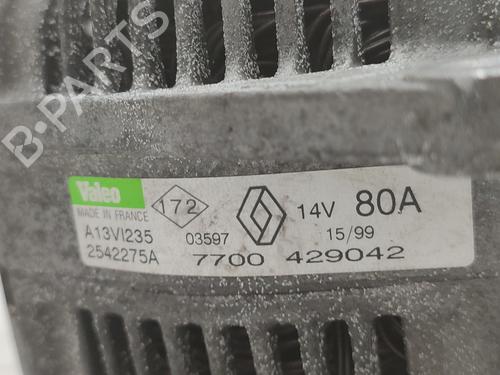 B-PARTS
Valeo
MADE IN FRANCE
172
14V 80A
A13VI235
03597
15/99
2542275A
7700 429042